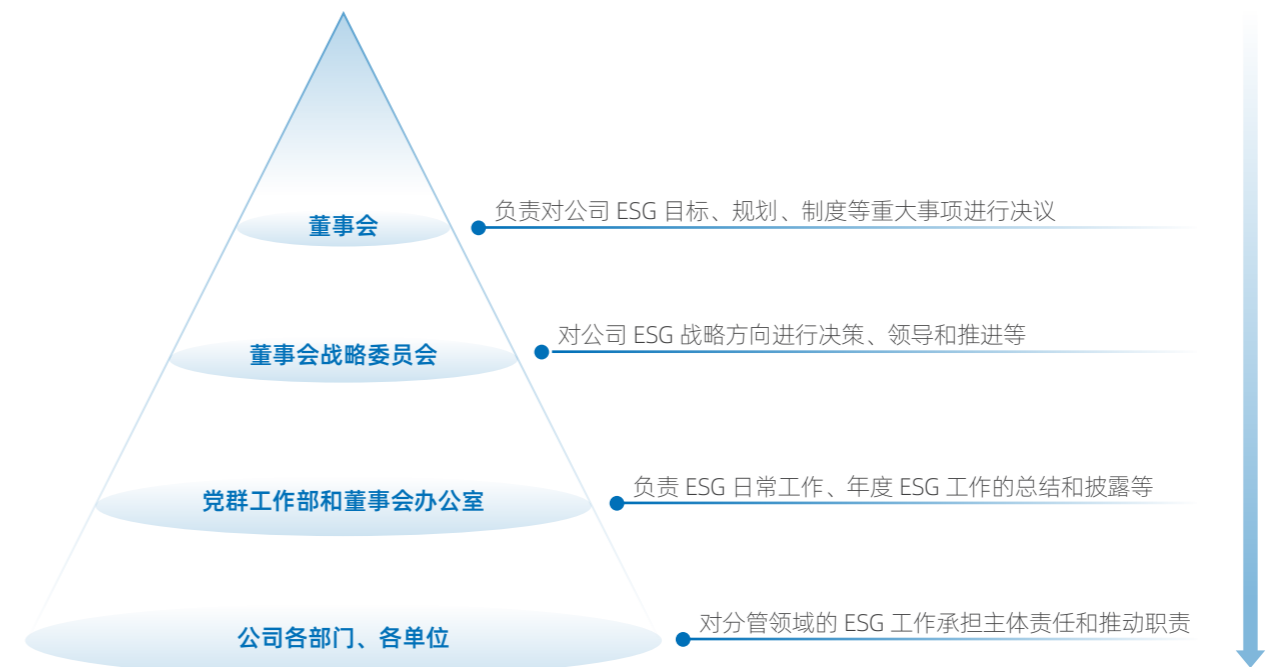 负责对公司 ESG 目标、规划、制度等重大事项进行决议
董事会
对公司 ESG 战略方向进行决策、领导和推进等
董事会战略委员会
负责 ESG 日常工作、年度 ESG 工作的总结和披露等
党群工作部和董事会办公室
对分管领域的 ESG 工作承担主体责任和推动职责
公司各部门、各单位